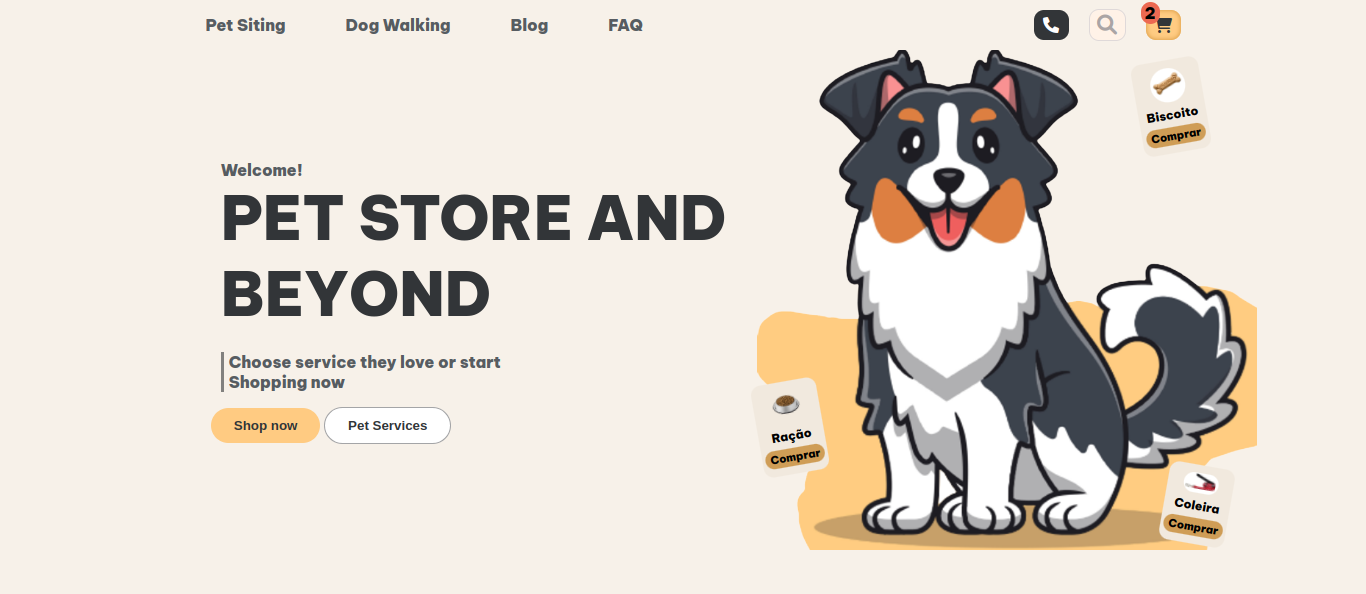 Pet Siting Dog Walking Blog FAQ 2
Biscoito
Comprar
Welcome!
PET STORE AND
BEYOND
Choose service they love or start
Shopping now
Shop now Pet Services
Ração
Comprar
Coleira
Comprar